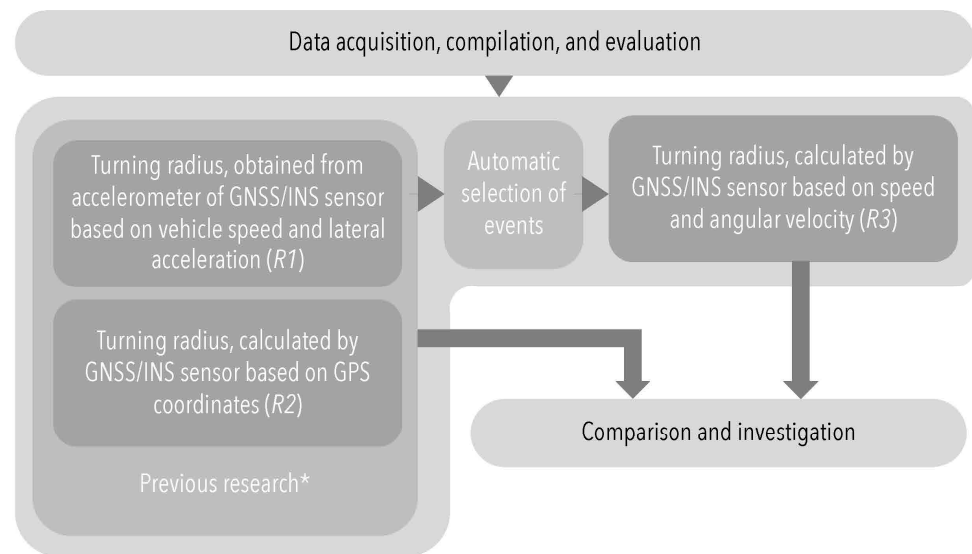 Data acquisition, compilation, and evaluation
Turning radius, obtained from
accelerometer of GNSS/INS sensor
based on vehicle speed and lateral
acceleration (R1)
Automatic
selection of
events
Turning radius, calculated by
GNSS/INS sensor based on speed
and angular velocity (R3)
Turning radius, calculated by
GNSS/INS sensor based on GPS
coordinates (R2)
Comparison and investigation
Previous research*